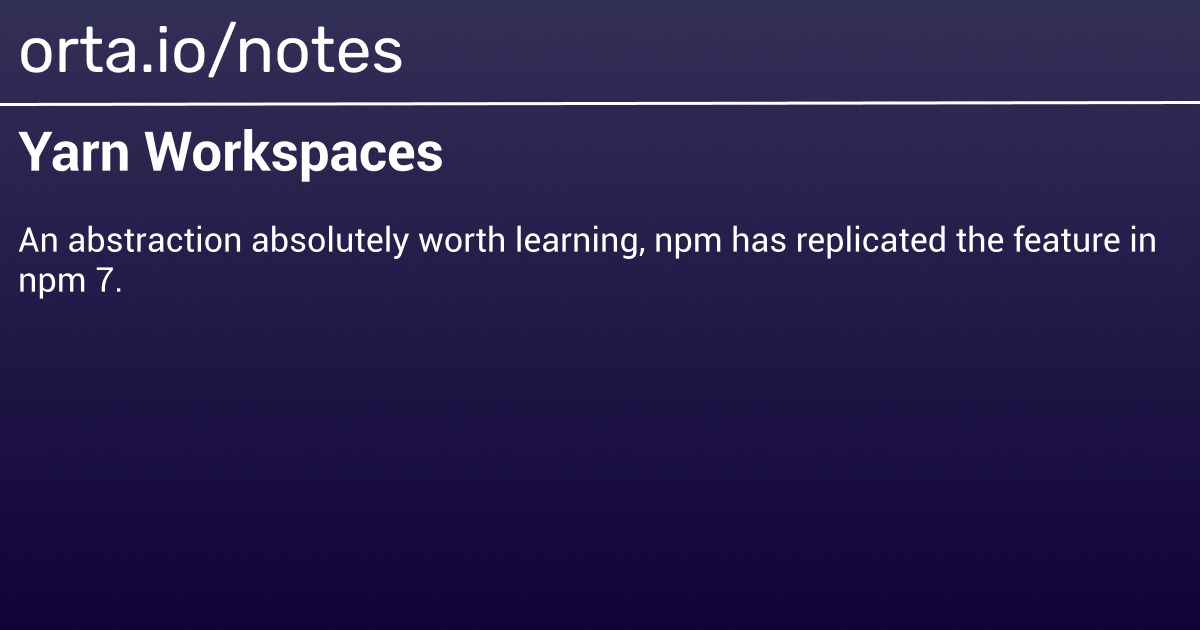 orta.io/notes
Yarn Workspaces
An abstraction absolutely worth learning, npm has replicated the feature in
npm 7.